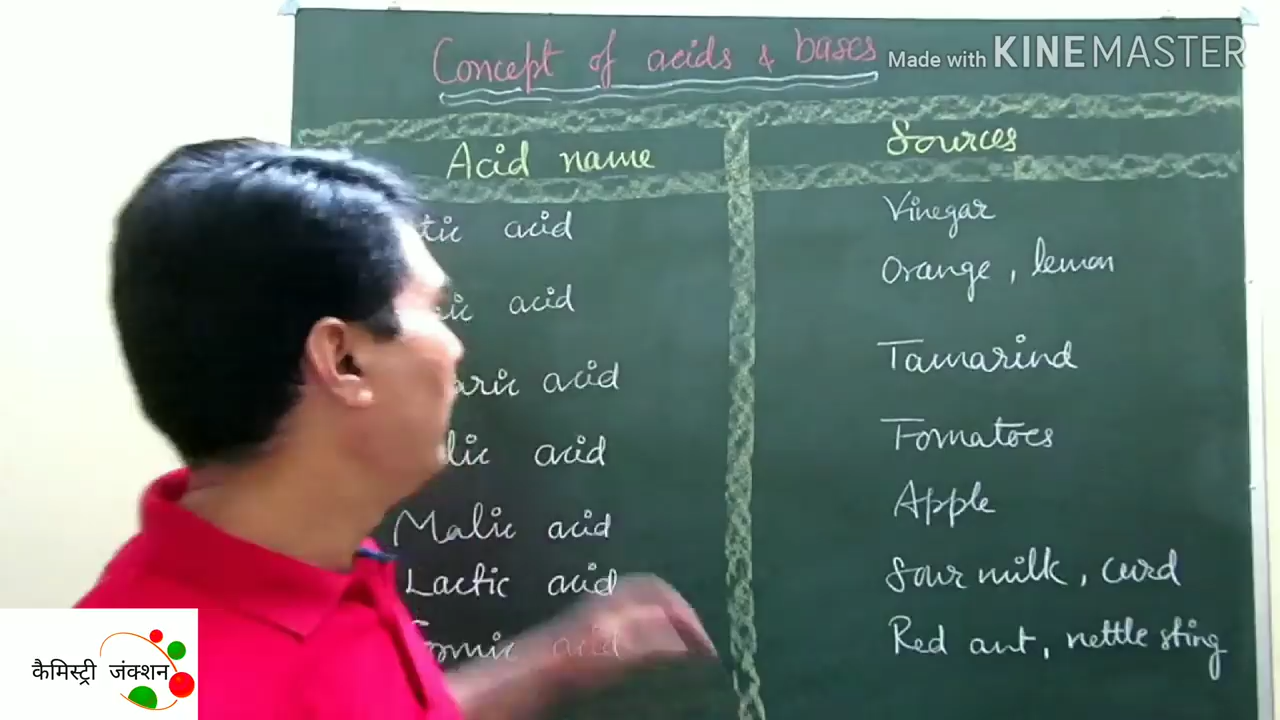 Concept of acids & bases
Made with KINEMASTER
Acid name Sources
tic acid Vinegar
ic acid Orange, lemon
aric acid Tamarind
lic acid Tomatoes
Malic acid Apple
Lactic acid Sour milk, curd
acid Red ant, nettle sting
कैमिस्ट्री जंक्शन